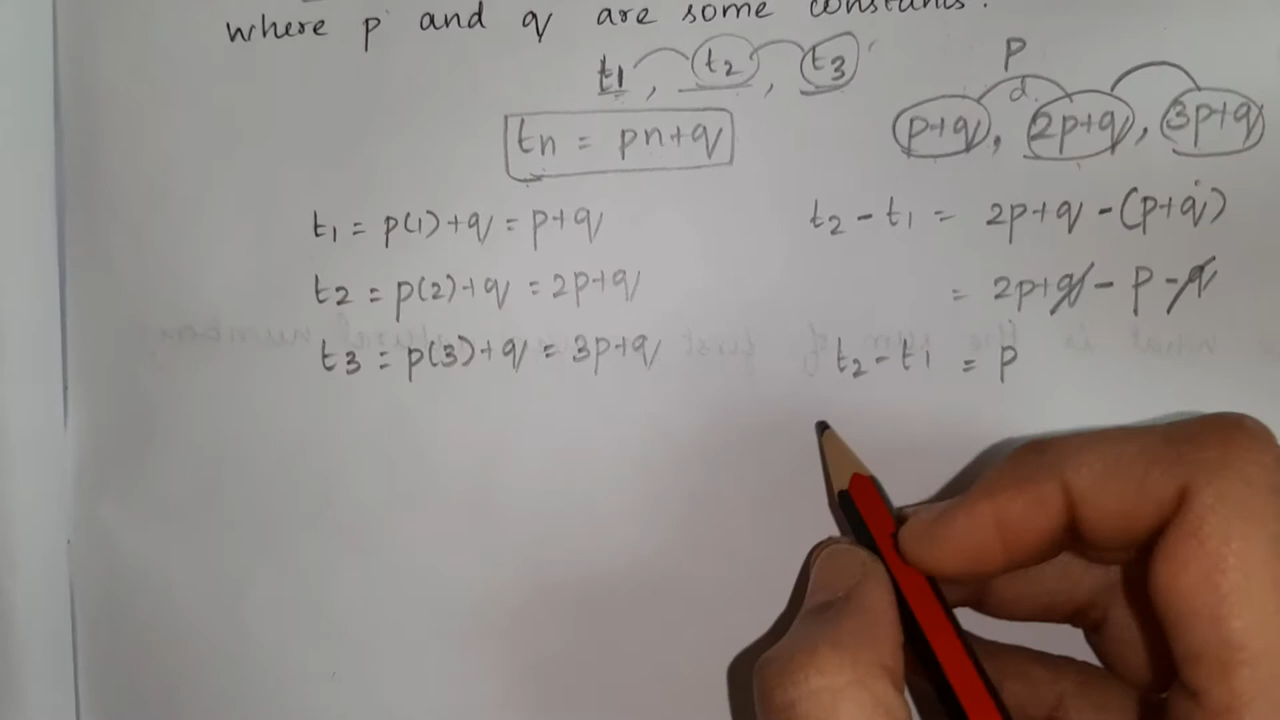 where p and q are some constants.
t1, t2, t3
P
d
p+q, 2p+q, 3p+q
tn = pn+q
t1 = p(1)+q = p+q
t2 = p(2)+q = 2p+q
t3 = p(3)+q = 3p+q
t2 - t1 = 2p+q - (p+q)
= 2p+q - p - q
t2 - t1 = p